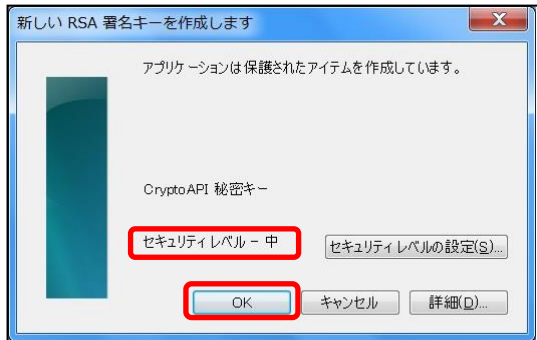 新しい RSA 署名キーを作成します
アプリケーションは保護されたアイテムを作成しています。
CryptoAPI 秘密キー
セキュリティ レベル - 中
セキュリティ レベルの設定(S)...
OK
キャンセル
詳細(D)...